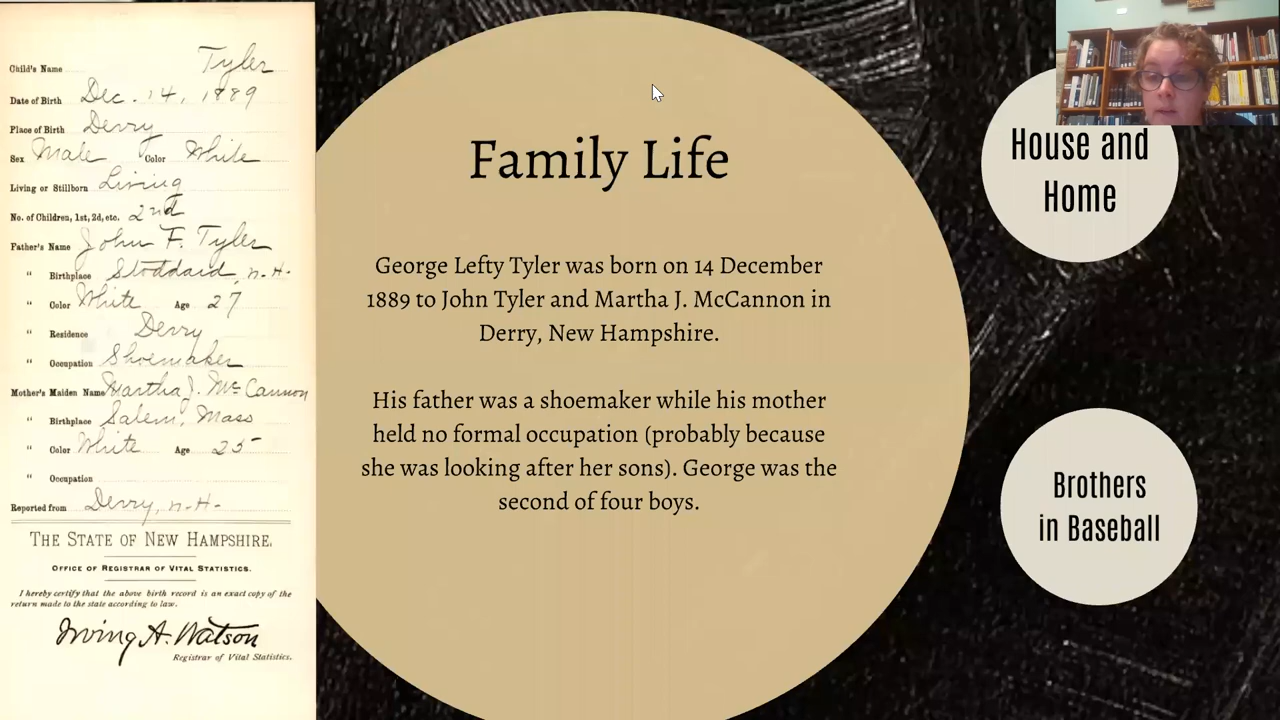 Child's Name Tyler
Date of Birth Dec. 14, 1889
Place of Birth Derry
Sex Male Color White
Living or Stillborn Living
No. of Children, 1st, 2d, etc. 2nd
Father's Name John F. Tyler
" Birthplace Stoddard, N.H.
" Color White Age 27
" Residence Derry
" Occupation Shoemaker
Mother's Maiden Name Martha J. McCannon
" Birthplace Salem, Mass
" Color White Age 25
" Occupation
Reported from Derry, N.H.
THE STATE OF NEW HAMPSHIRE.
OFFICE OF REGISTRAR OF VITAL STATISTICS.
I hereby certify that the above birth record is an exact copy of the
return made to the state according to law.
Irving A. Watson
Registrar of Vital Statistics.
Family Life
George Lefty Tyler was born on 14 December
1889 to John Tyler and Martha J. McCannon in
Derry, New Hampshire.
His father was a shoemaker while his mother
held no formal occupation (probably because
she was looking after her sons). George was the
second of four boys.
House and
Home
Brothers
in Baseball